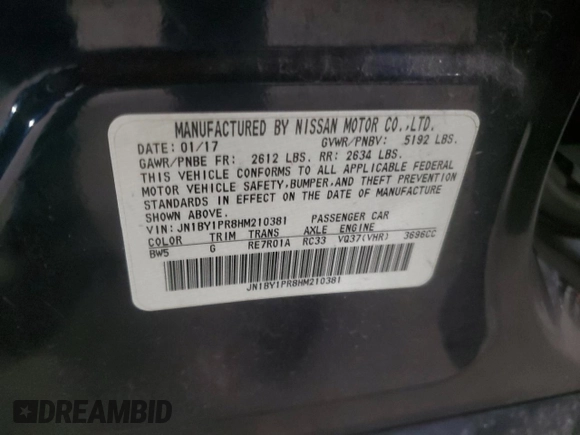 MANUFACTURED BY NISSAN MOTOR CO.,LTD.
DATE: 01/17 GVWR/PNBV: 5192 LBS.
GAWR/PNBE FR: 2612 LBS. RR: 2634 LBS.
THIS VEHICLE CONFORMS TO ALL APPLICABLE FEDERAL
MOTOR VEHICLE SAFETY,BUMPER,AND THEFT PREVENTION
STANDARDS IN EFFECT ON THE DATE OF MANUFACTURE
SHOWN ABOVE.
VIN: JN1BY1PR8HM210381 PASSENGER CAR
COLOR TRIM TRANS AXLE ENGINE
BW5 G RE7R01A RC33 VQ37(VHR) 3696CC
JN1BY1PR8HM210381
DREAMBID